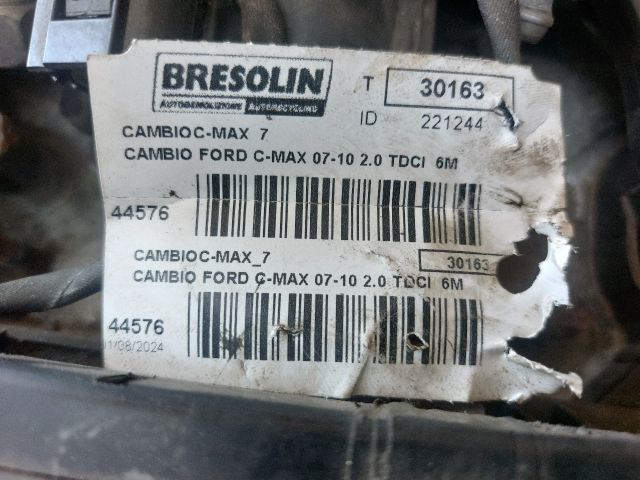 BRESOLIN
AUTODEMOLIZIONE AUTORECYCLING
T 30163
ID 221244
CAMBIOC-MAX 7
CAMBIO FORD C-MAX 07-10 2.0 TDCI 6M
44576
CAMBIOC-MAX_7
30163
CAMBIO FORD C-MAX 07-10 2.0 TDCI 6M
44576
01/08/2024